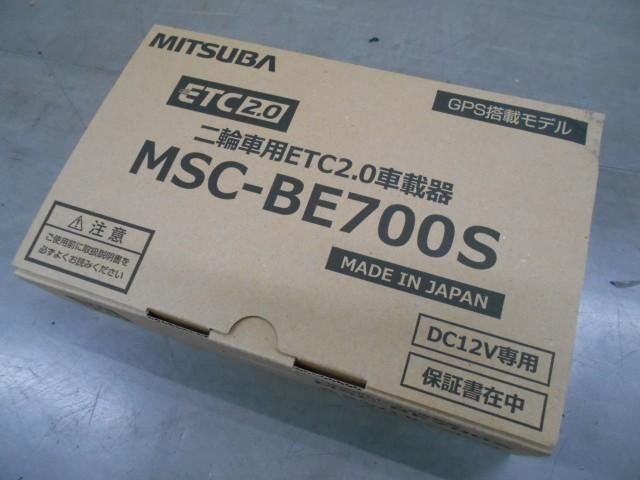 MITSUBA
ETC2.0
GPS搭載モデル
二輪車用ETC2.0車載器
MSC-BE700S
MADE IN JAPAN
⚠注意
ご使用前に取扱説明書を
必ずよくお読みください
DC12V専用
保証書在中